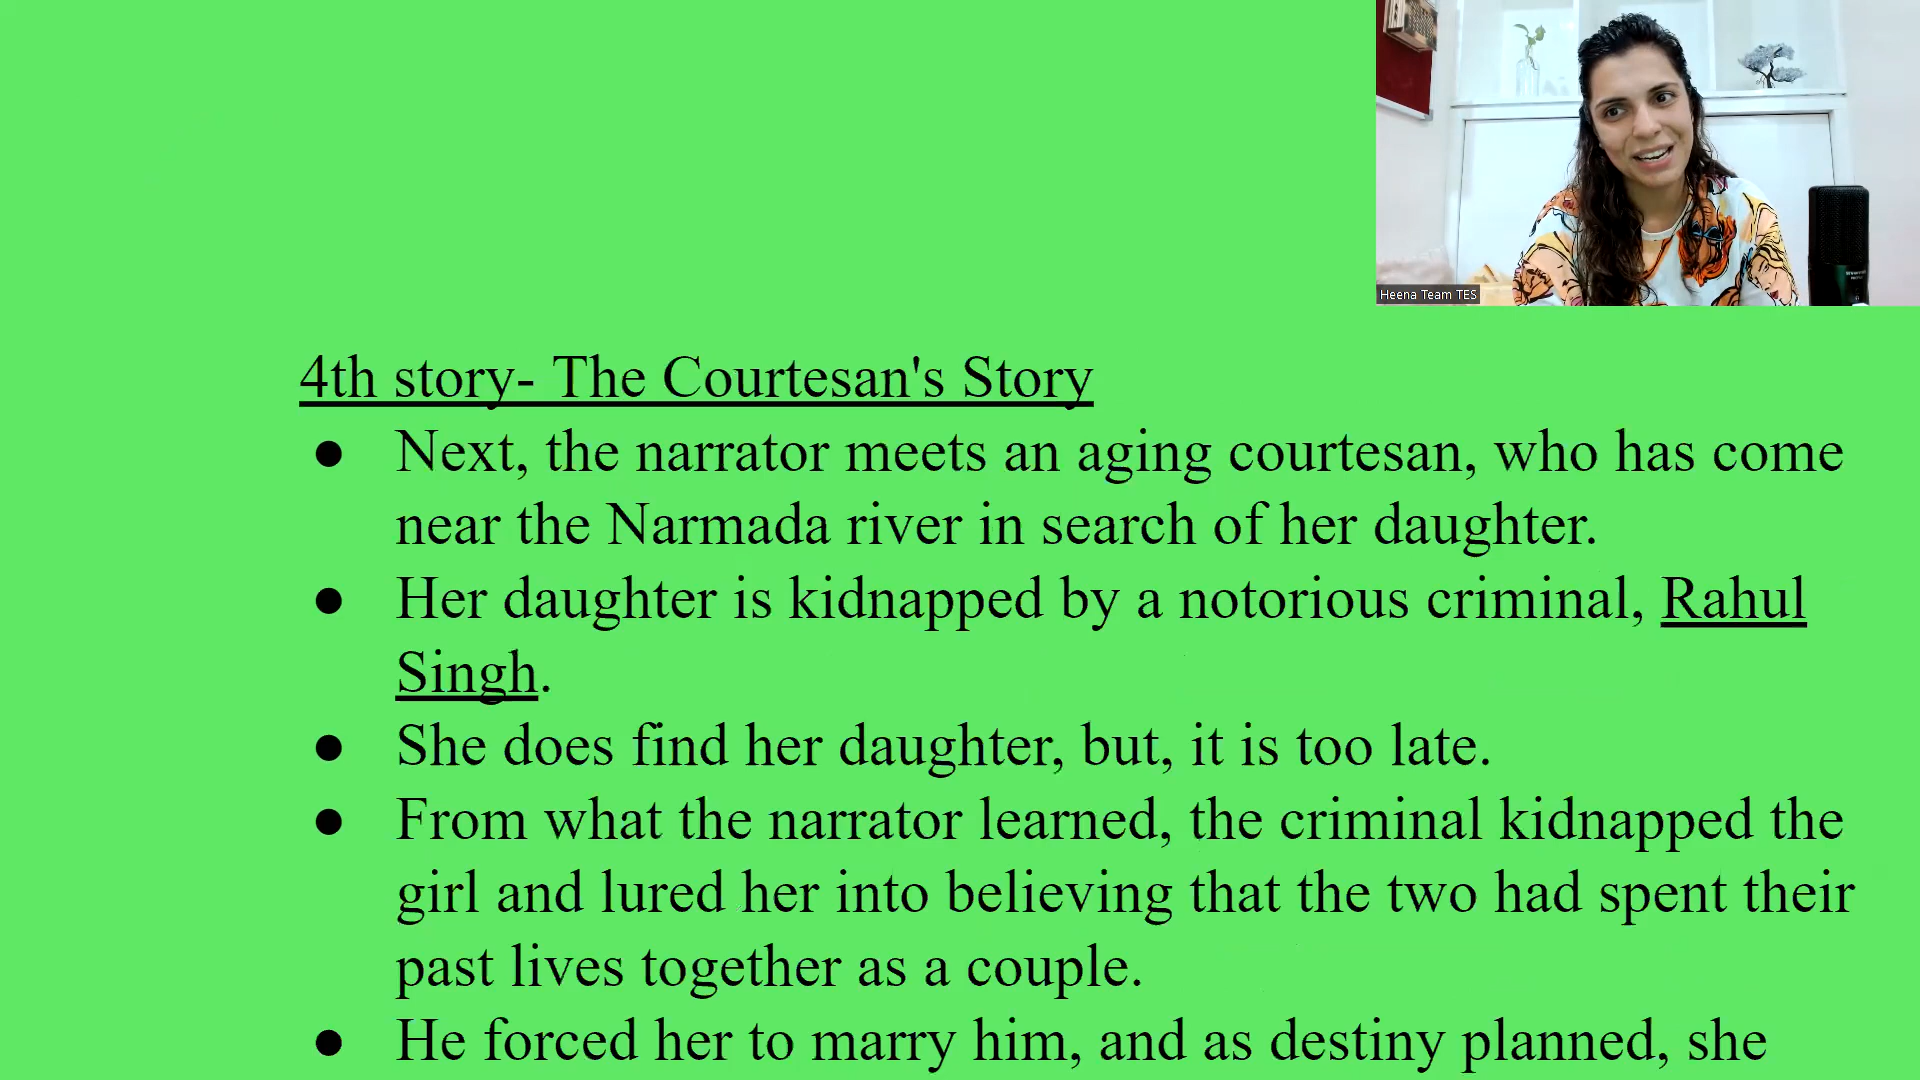 Heena Team TES
4th story- The Courtesan's Story
● Next, the narrator meets an aging courtesan, who has come
near the Narmada river in search of her daughter.
● Her daughter is kidnapped by a notorious criminal, Rahul
Singh.
● She does find her daughter, but, it is too late.
● From what the narrator learned, the criminal kidnapped the
girl and lured her into believing that the two had spent their
past lives together as a couple.
● He forced her to marry him, and as destiny planned, she